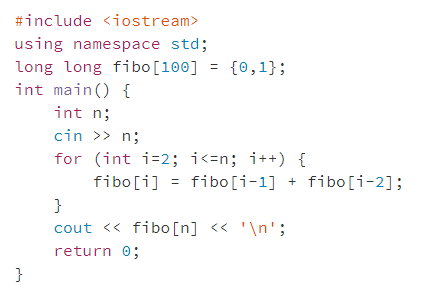 #include <iostream>
using namespace std;
long long fibo[100] = {0,1};
int main() {
    int n;
    cin >> n;
    for (int i=2; i<=n; i++) {
        fibo[i] = fibo[i-1] + fibo[i-2];
    }
    cout << fibo[n] << '\n';
    return 0;
}